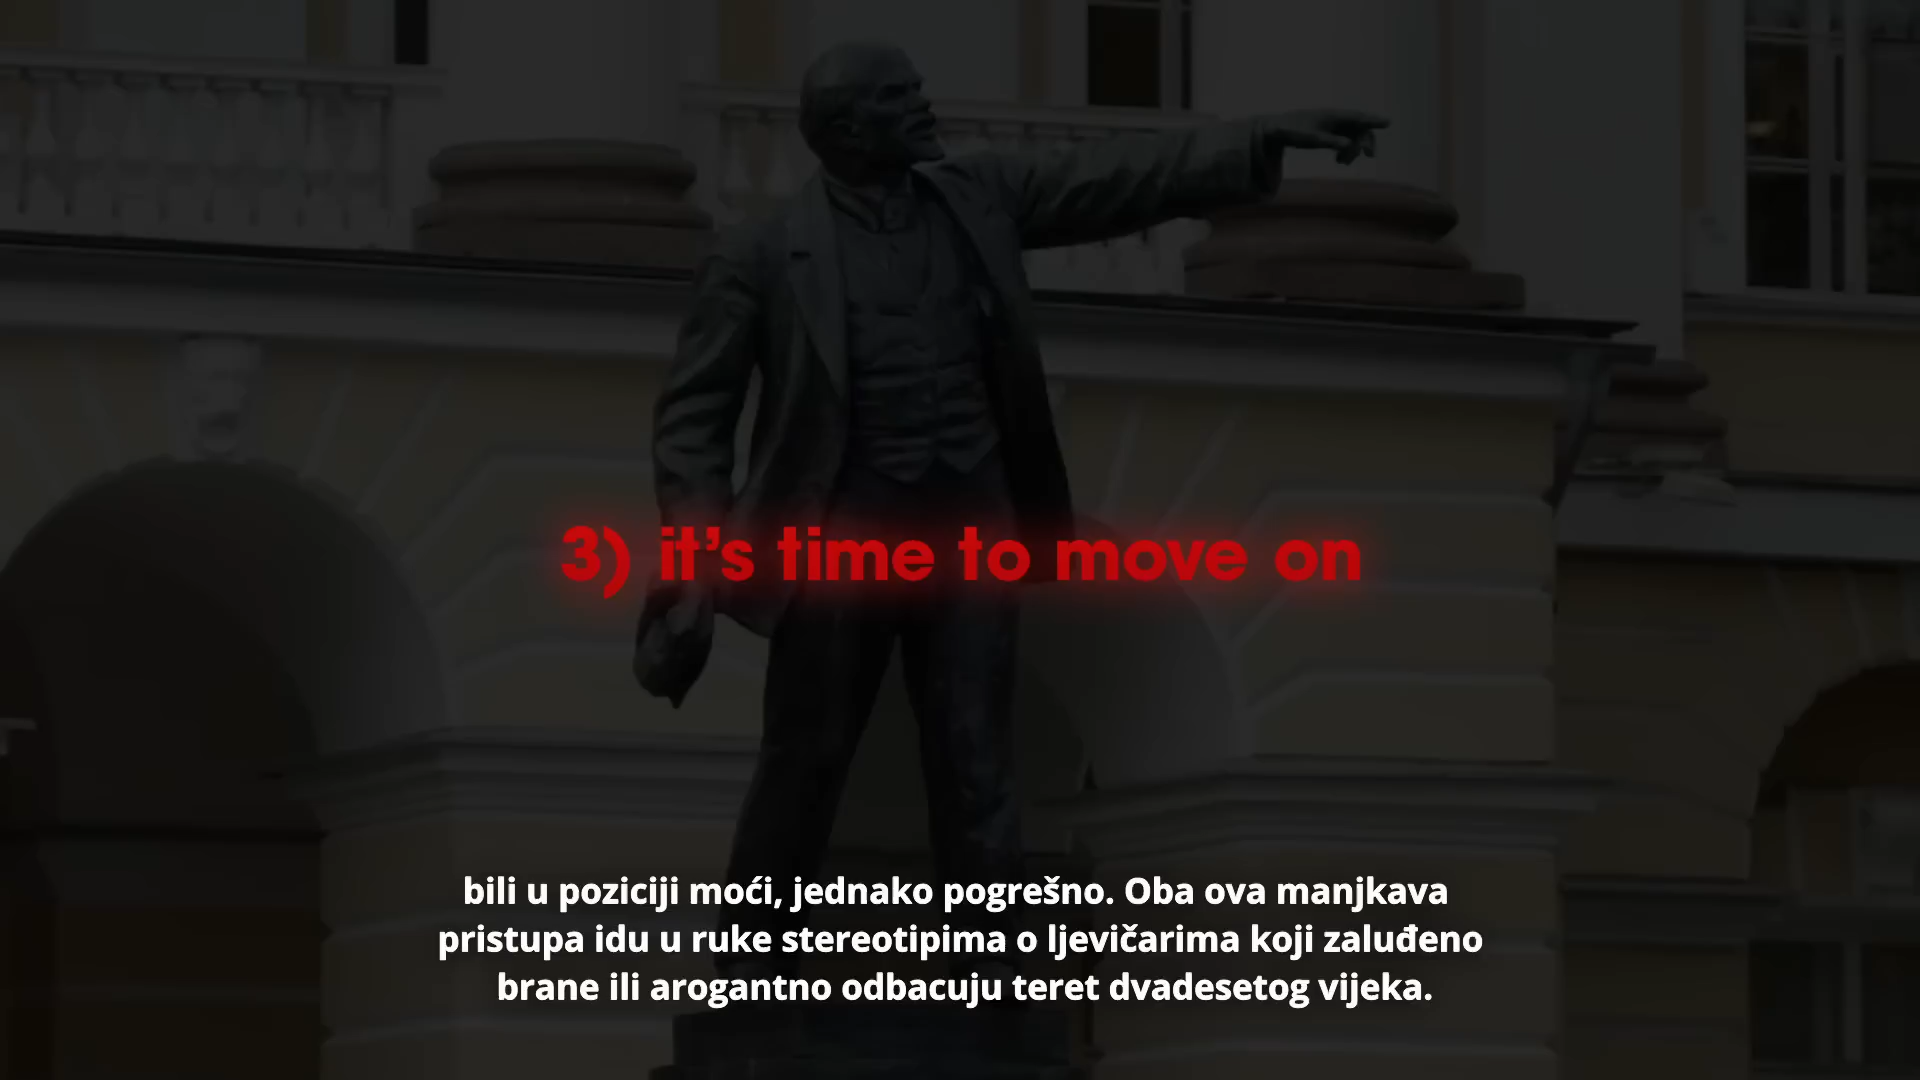 3) it’s time to move on
bili u poziciji moći, jednako pogrešno. Oba ova manjkava
pristupa idu u ruke stereotipima o ljevičarima koji zaluđeno
brane ili arogantno odbacuju teret dvadesetog vijeka.